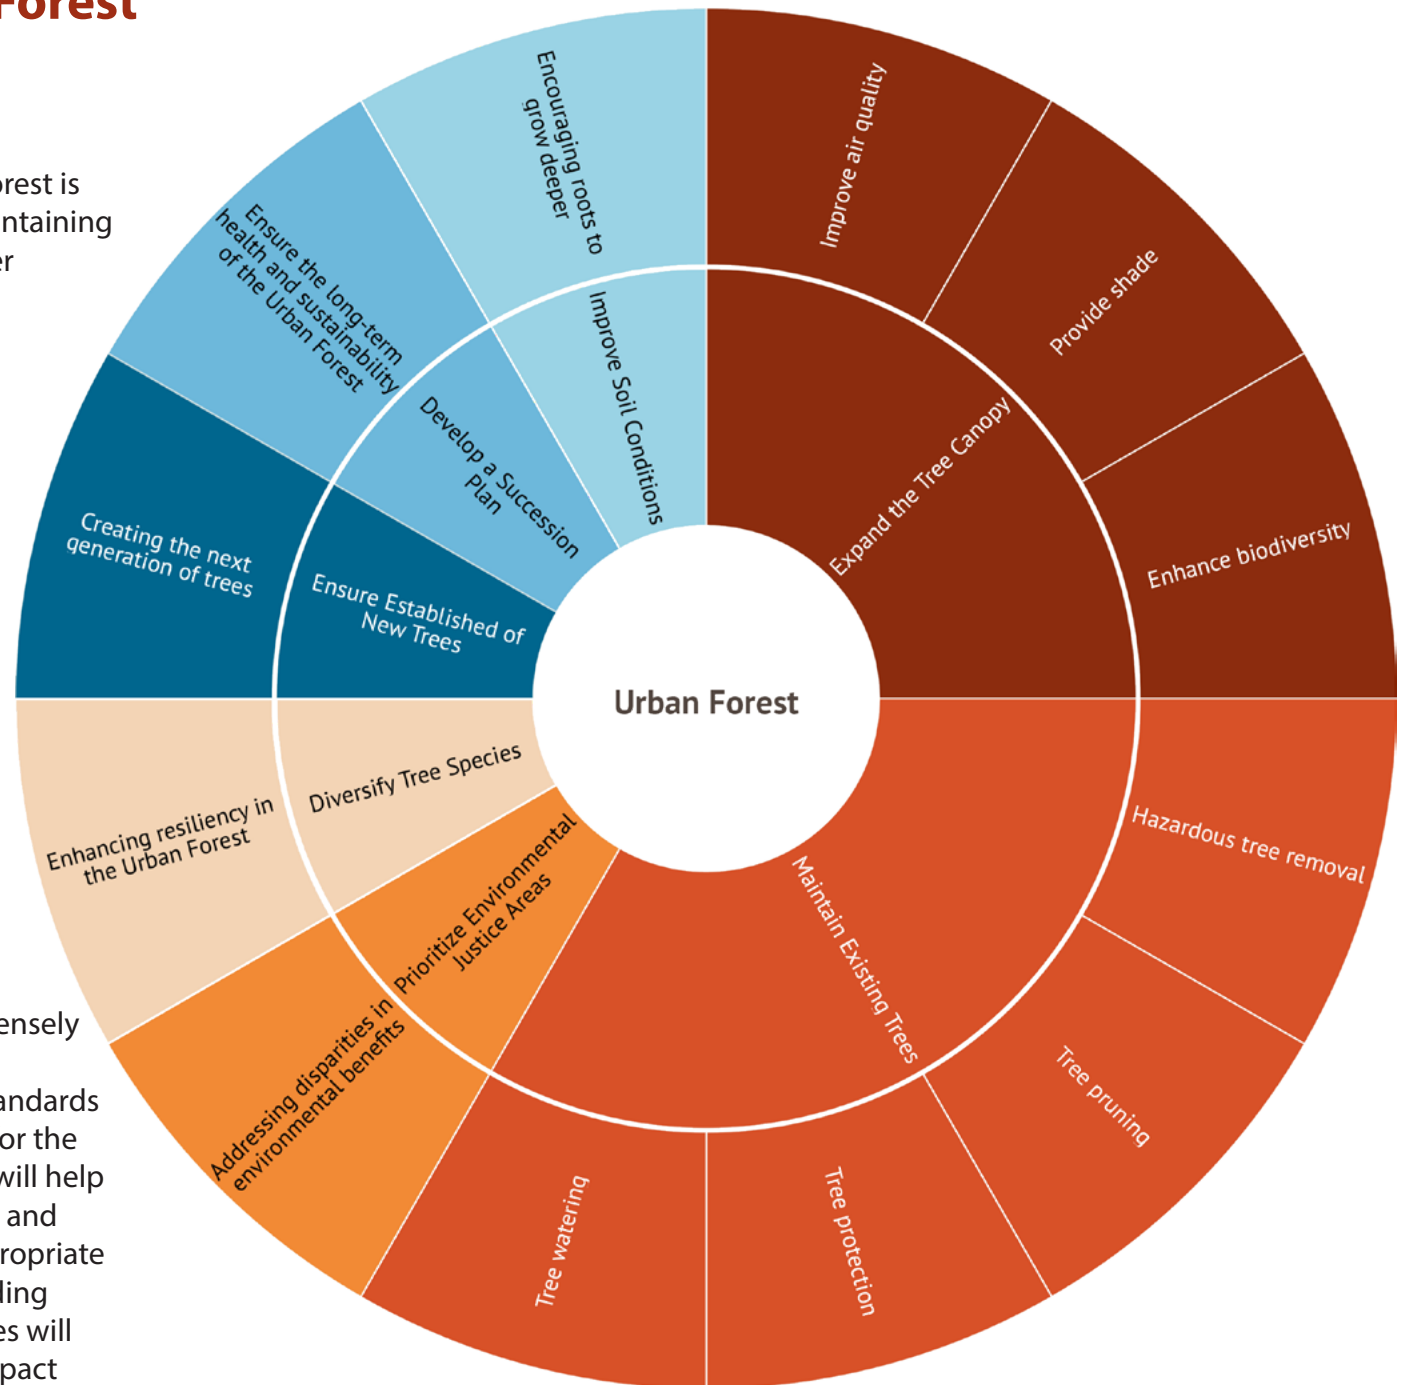 Forest
orest is
ntaining
er
ensely
andards
or the
will help
and
ropriate
ding
es will
pact
Urban Forest
Expand the Tree Canopy
Improve air quality
Provide shade
Enhance biodiversity
Maintain Existing Trees
Hazardous tree removal
Tree pruning
Tree protection
Tree watering
Prioritize Environmental
Justice Areas
Addressing disparities in
environmental benefits
Diversify Tree Species
Enhancing resiliency in
the Urban Forest
Ensure Established of
New Trees
Creating the next
generation of trees
Develop a Succession
Plan
Ensure the long-term
health and sustainability
of the Urban Forest
Improve Soil Conditions
Encouraging roots to
grow deeper